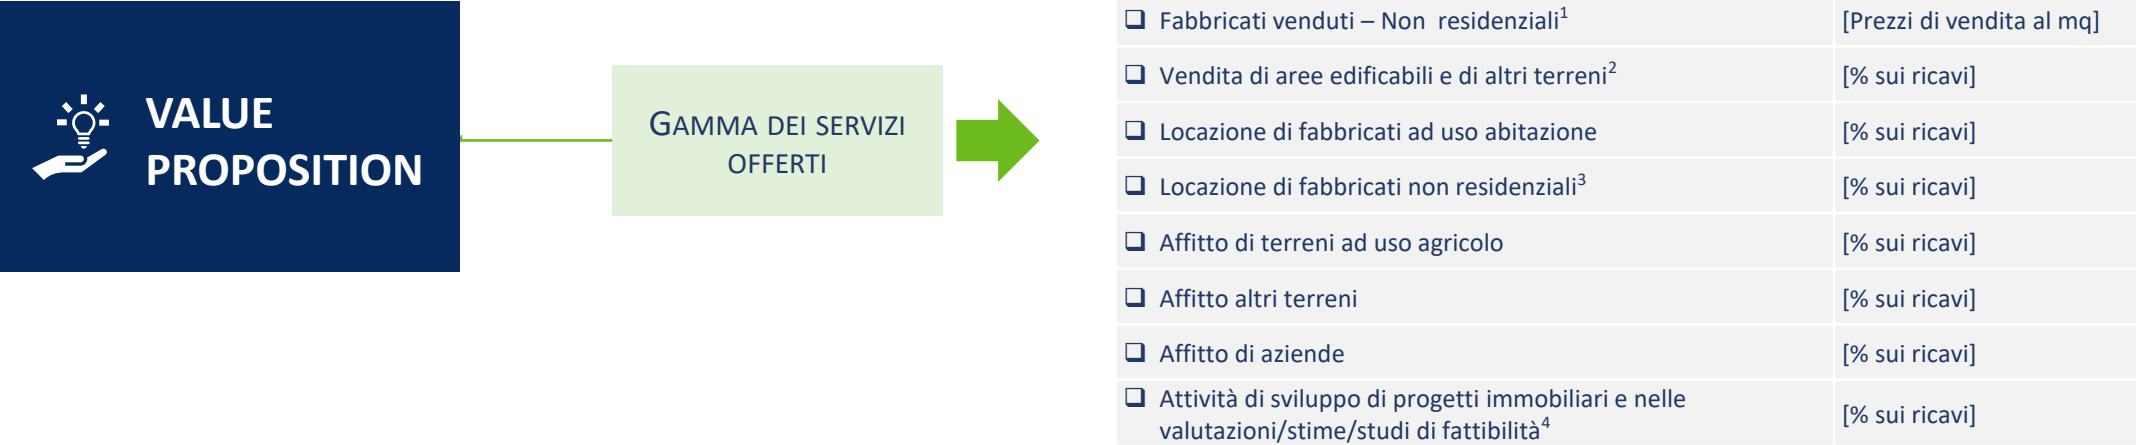 VALUE
PROPOSITION
GAMMA DEI SERVIZI
OFFERTI
❑ Fabbricati venduti – Non residenziali¹ [Prezzi di vendita al mq]
❑ Vendita di aree edificabili e di altri terreni² [% sui ricavi]
❑ Locazione di fabbricati ad uso abitazione [% sui ricavi]
❑ Locazione di fabbricati non residenziali³ [% sui ricavi]
❑ Affitto di terreni ad uso agricolo [% sui ricavi]
❑ Affitto altri terreni [% sui ricavi]
❑ Affitto di aziende [% sui ricavi]
❑ Attività di sviluppo di progetti immobiliari e nelle
valutazioni/stime/studi di fattibilità⁴ [% sui ricavi]